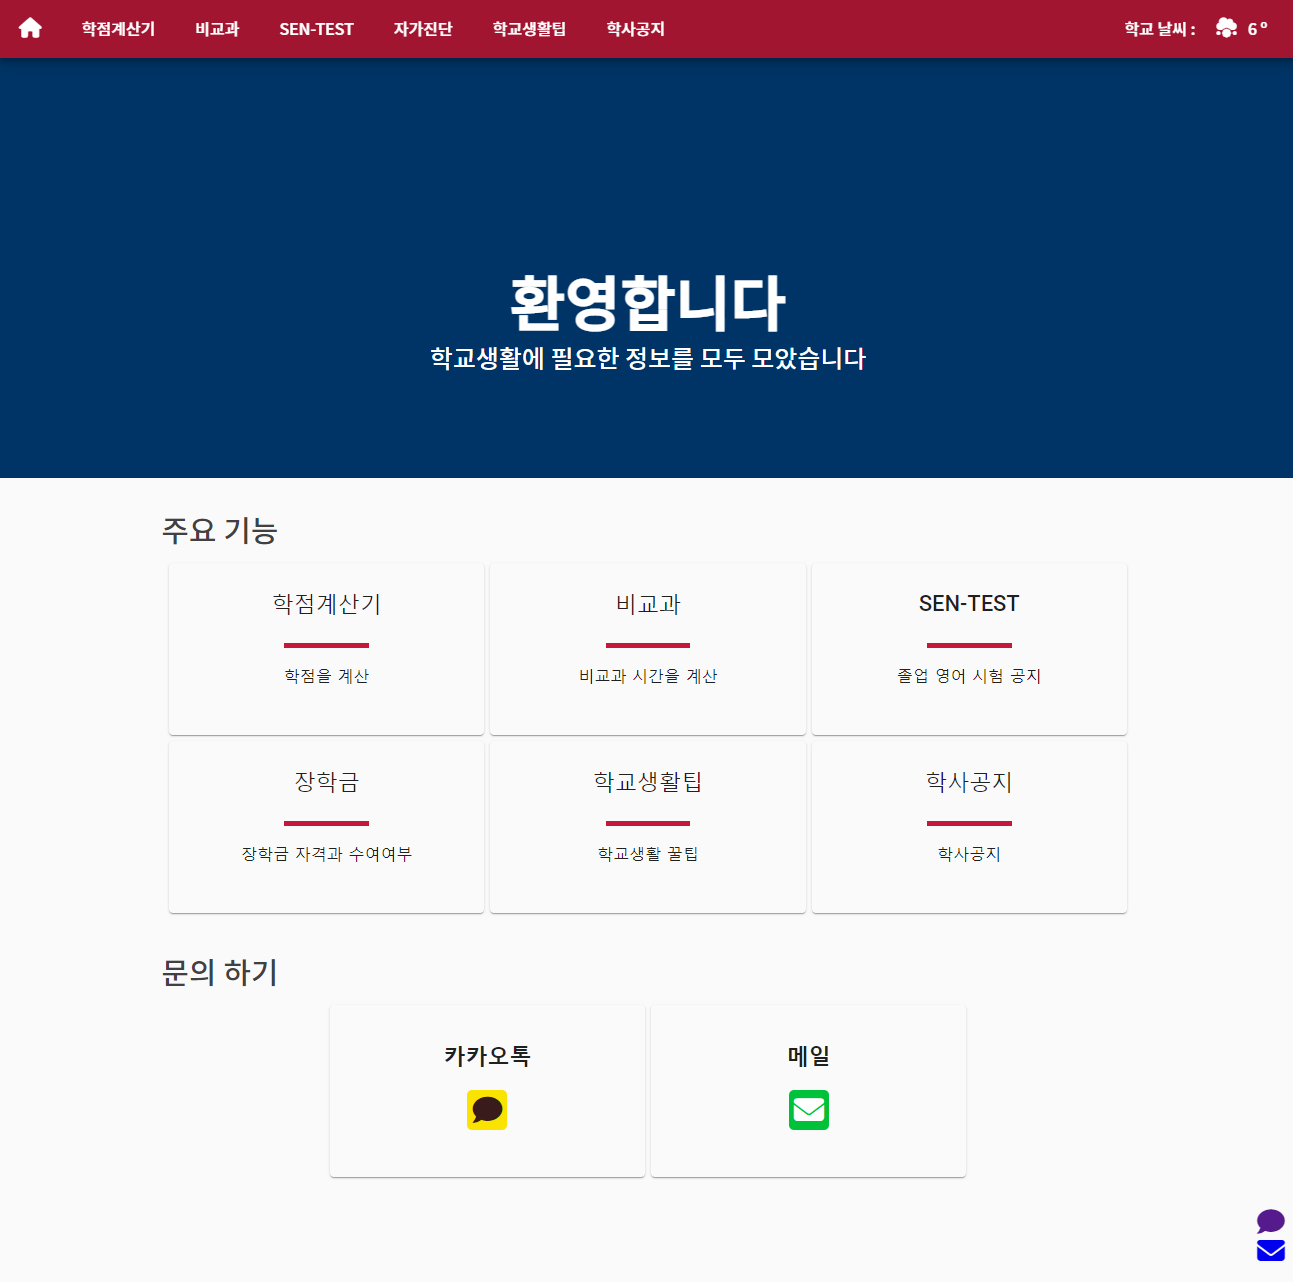 학점계산기 비교과 SEN-TEST 자가진단 학교생활팁 학사공지 학교 날씨 : 6 º
환영합니다
학교생활에 필요한 정보를 모두 모았습니다
주요 기능
학점계산기
학점을 계산
비교과
비교과 시간을 계산
SEN-TEST
졸업 영어 시험 공지
장학금
장학금 자격과 수여여부
학교생활팁
학교생활 꿀팁
학사공지
학사공지
문의 하기
카카오톡
메일